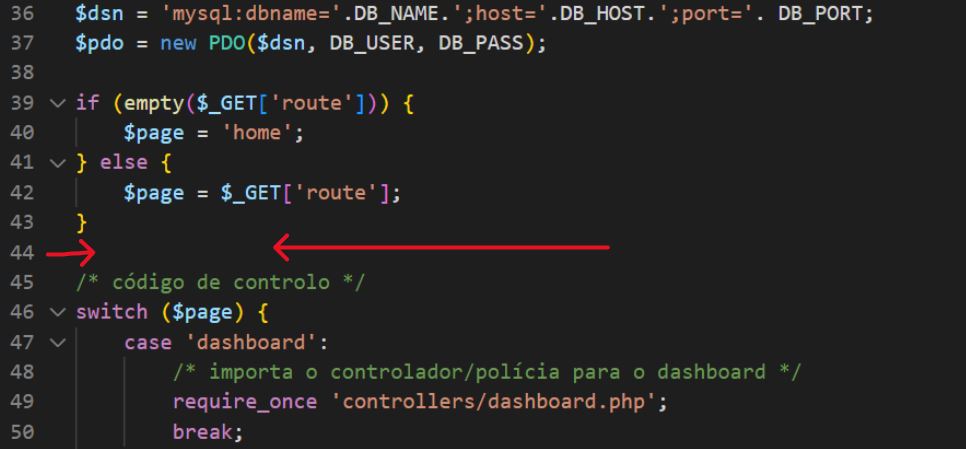 36 $dsn = 'mysql:dbname='.DB_NAME.';host='.DB_HOST.';port='. DB_PORT;
37 $pdo = new PDO($dsn, DB_USER, DB_PASS);
38
39 if (empty($_GET['route'])) {
40 $page = 'home';
41 } else {
42 $page = $_GET['route'];
43 }
44
45 /* código de controlo */
46 switch ($page) {
47 case 'dashboard':
48 /* importa o controlador/polícia para o dashboard */
49 require_once 'controllers/dashboard.php';
50 break;